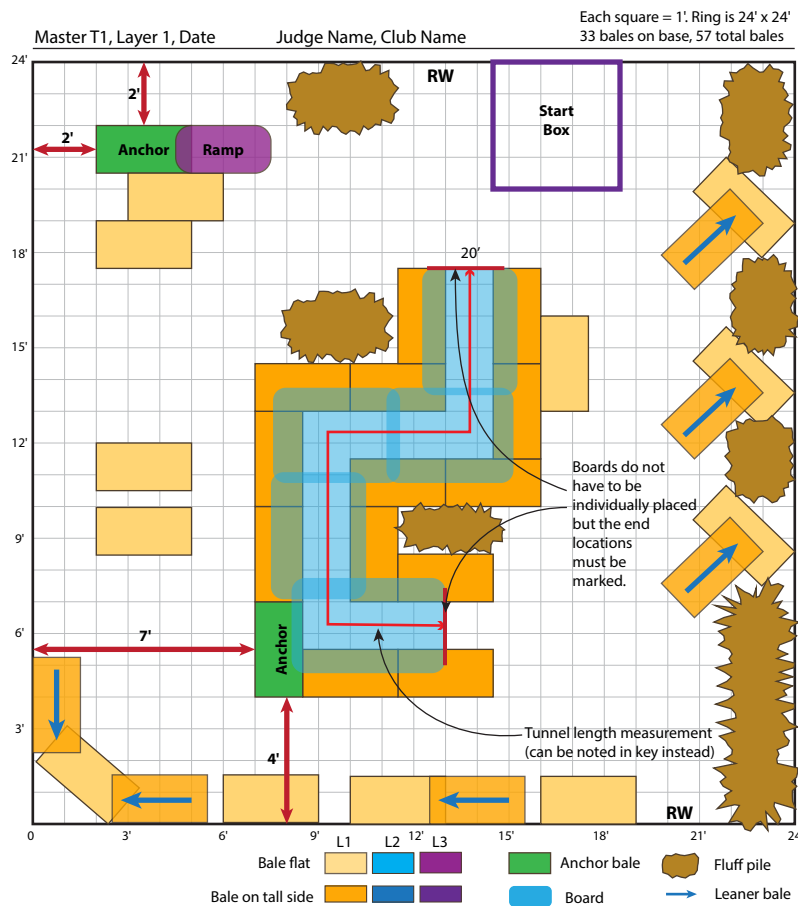 Each square = 1'. Ring is 24' x 24'
Master T1, Layer 1, Date
Judge Name, Club Name
33 bales on base, 57 total bales
24'
RW
2'
Start
Box
2'
Anchor
Ramp
21'
18'
20'
15'
12'
Boards do not
have to be
individually placed
but the end
locations
must be
marked.
9'
7'
6'
Anchor
3'
4'
Tunnel length measurement
(can be noted in key instead)
RW
0
0
3'
6'
9'
12'
15'
18'
21'
24'
L1
L2
L3
Bale flat
Anchor bale
Fluff pile
Bale on tall side
Board
Leaner bale